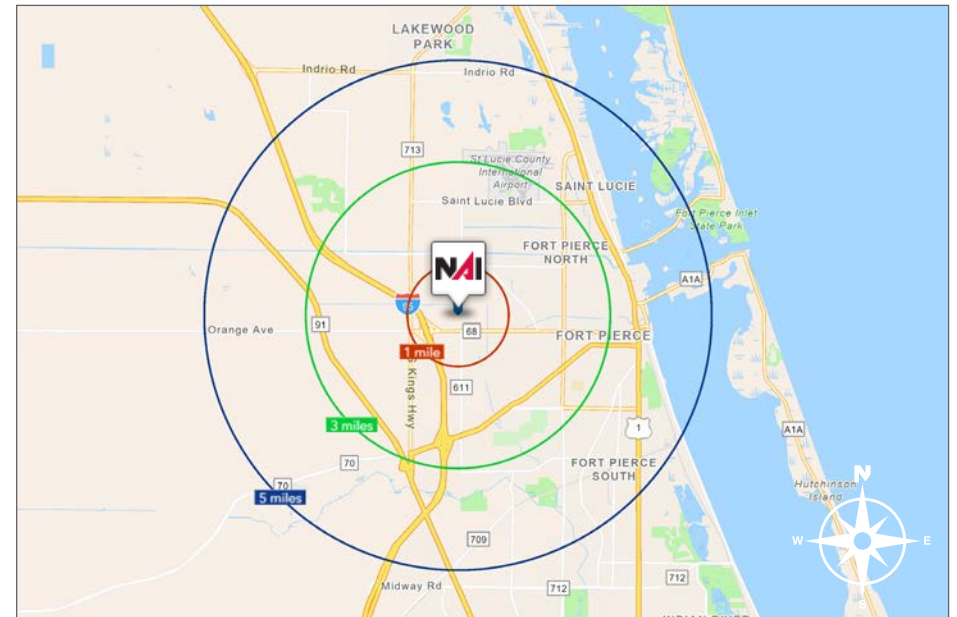 LAKEWOOD
PARK
Indrio Rd
Indrio Rd
713
St Lucie County
International
Airport
SAINT LUCIE
Saint Lucie Blvd
Fort Pierce Inlet
State Park
FORT PIERCE
NORTH
NAI
A1A
95
Orange Ave
91
68
FORT PIERCE
1 mile
s Kings Hwy
611
3 miles
1
A1A
70
FORT PIERCE
SOUTH
70
5 miles
Hutchinson
Island
N
W
E
S
709
Midway Rd
712
712
INDIAN RIVER